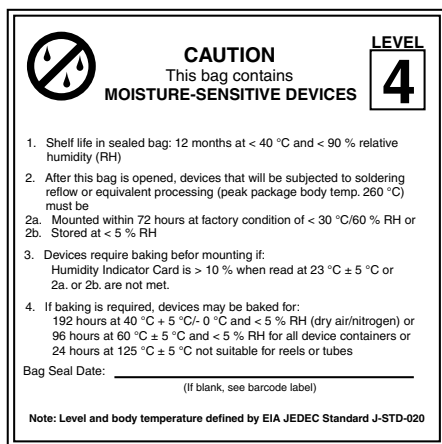 LEVEL
4
CAUTION
This bag contains
MOISTURE-SENSITIVE DEVICES
1. Shelf life in sealed bag: 12 months at < 40 °C and < 90 % relative
humidity (RH)
2. After this bag is opened, devices that will be subjected to soldering
reflow or equivalent processing (peak package body temp. 260 °C)
must be
2a. Mounted within 72 hours at factory condition of < 30 °C/60 % RH or
2b. Stored at < 5 % RH
3. Devices require baking befor mounting if:
Humidity Indicator Card is > 10 % when read at 23 °C ± 5 °C or
2a. or 2b. are not met.
4. If baking is required, devices may be baked for:
192 hours at 40 °C + 5 °C/- 0 °C and < 5 % RH (dry air/nitrogen) or
96 hours at 60 °C ± 5 °C and < 5 % RH for all device containers or
24 hours at 125 °C ± 5 °C not suitable for reels or tubes
Bag Seal Date:
(If blank, see barcode label)
Note: Level and body temperature defined by EIA JEDEC Standard J-STD-020